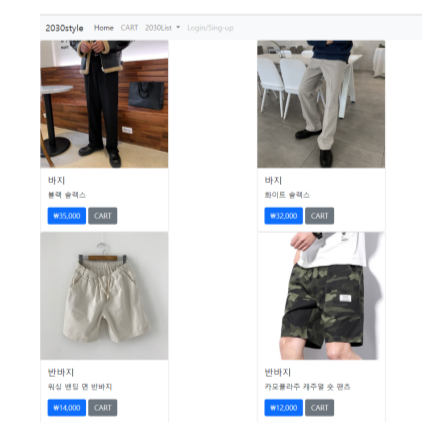 2030style Home CART 2030List Login/Sing-up
바지
블랙 슬랙스
₩35,000 CART
바지
화이트 슬랙스
₩32,000 CART
반바지
워싱 밴딩 면 반바지
₩14,000 CART
반바지
카모플라주 캐주얼 숏 팬츠
₩12,000 CART